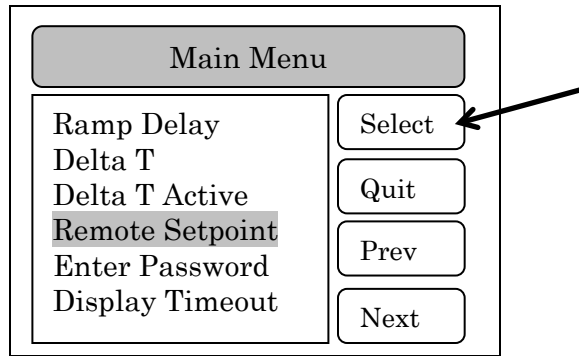 Main Menu
Ramp Delay
Delta T
Delta T Active
Remote Setpoint
Enter Password
Display Timeout
Select
Quit
Prev
Next